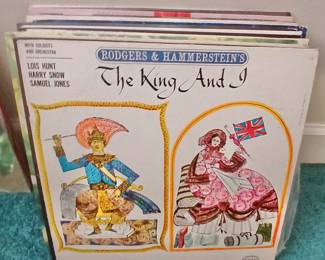 WITH SOLOISTS
AND ORCHESTRA
LOIS HUNT
HARRY SNOW
SAMUEL JONES
RODGERS & HAMMERSTEIN'S
The King And I